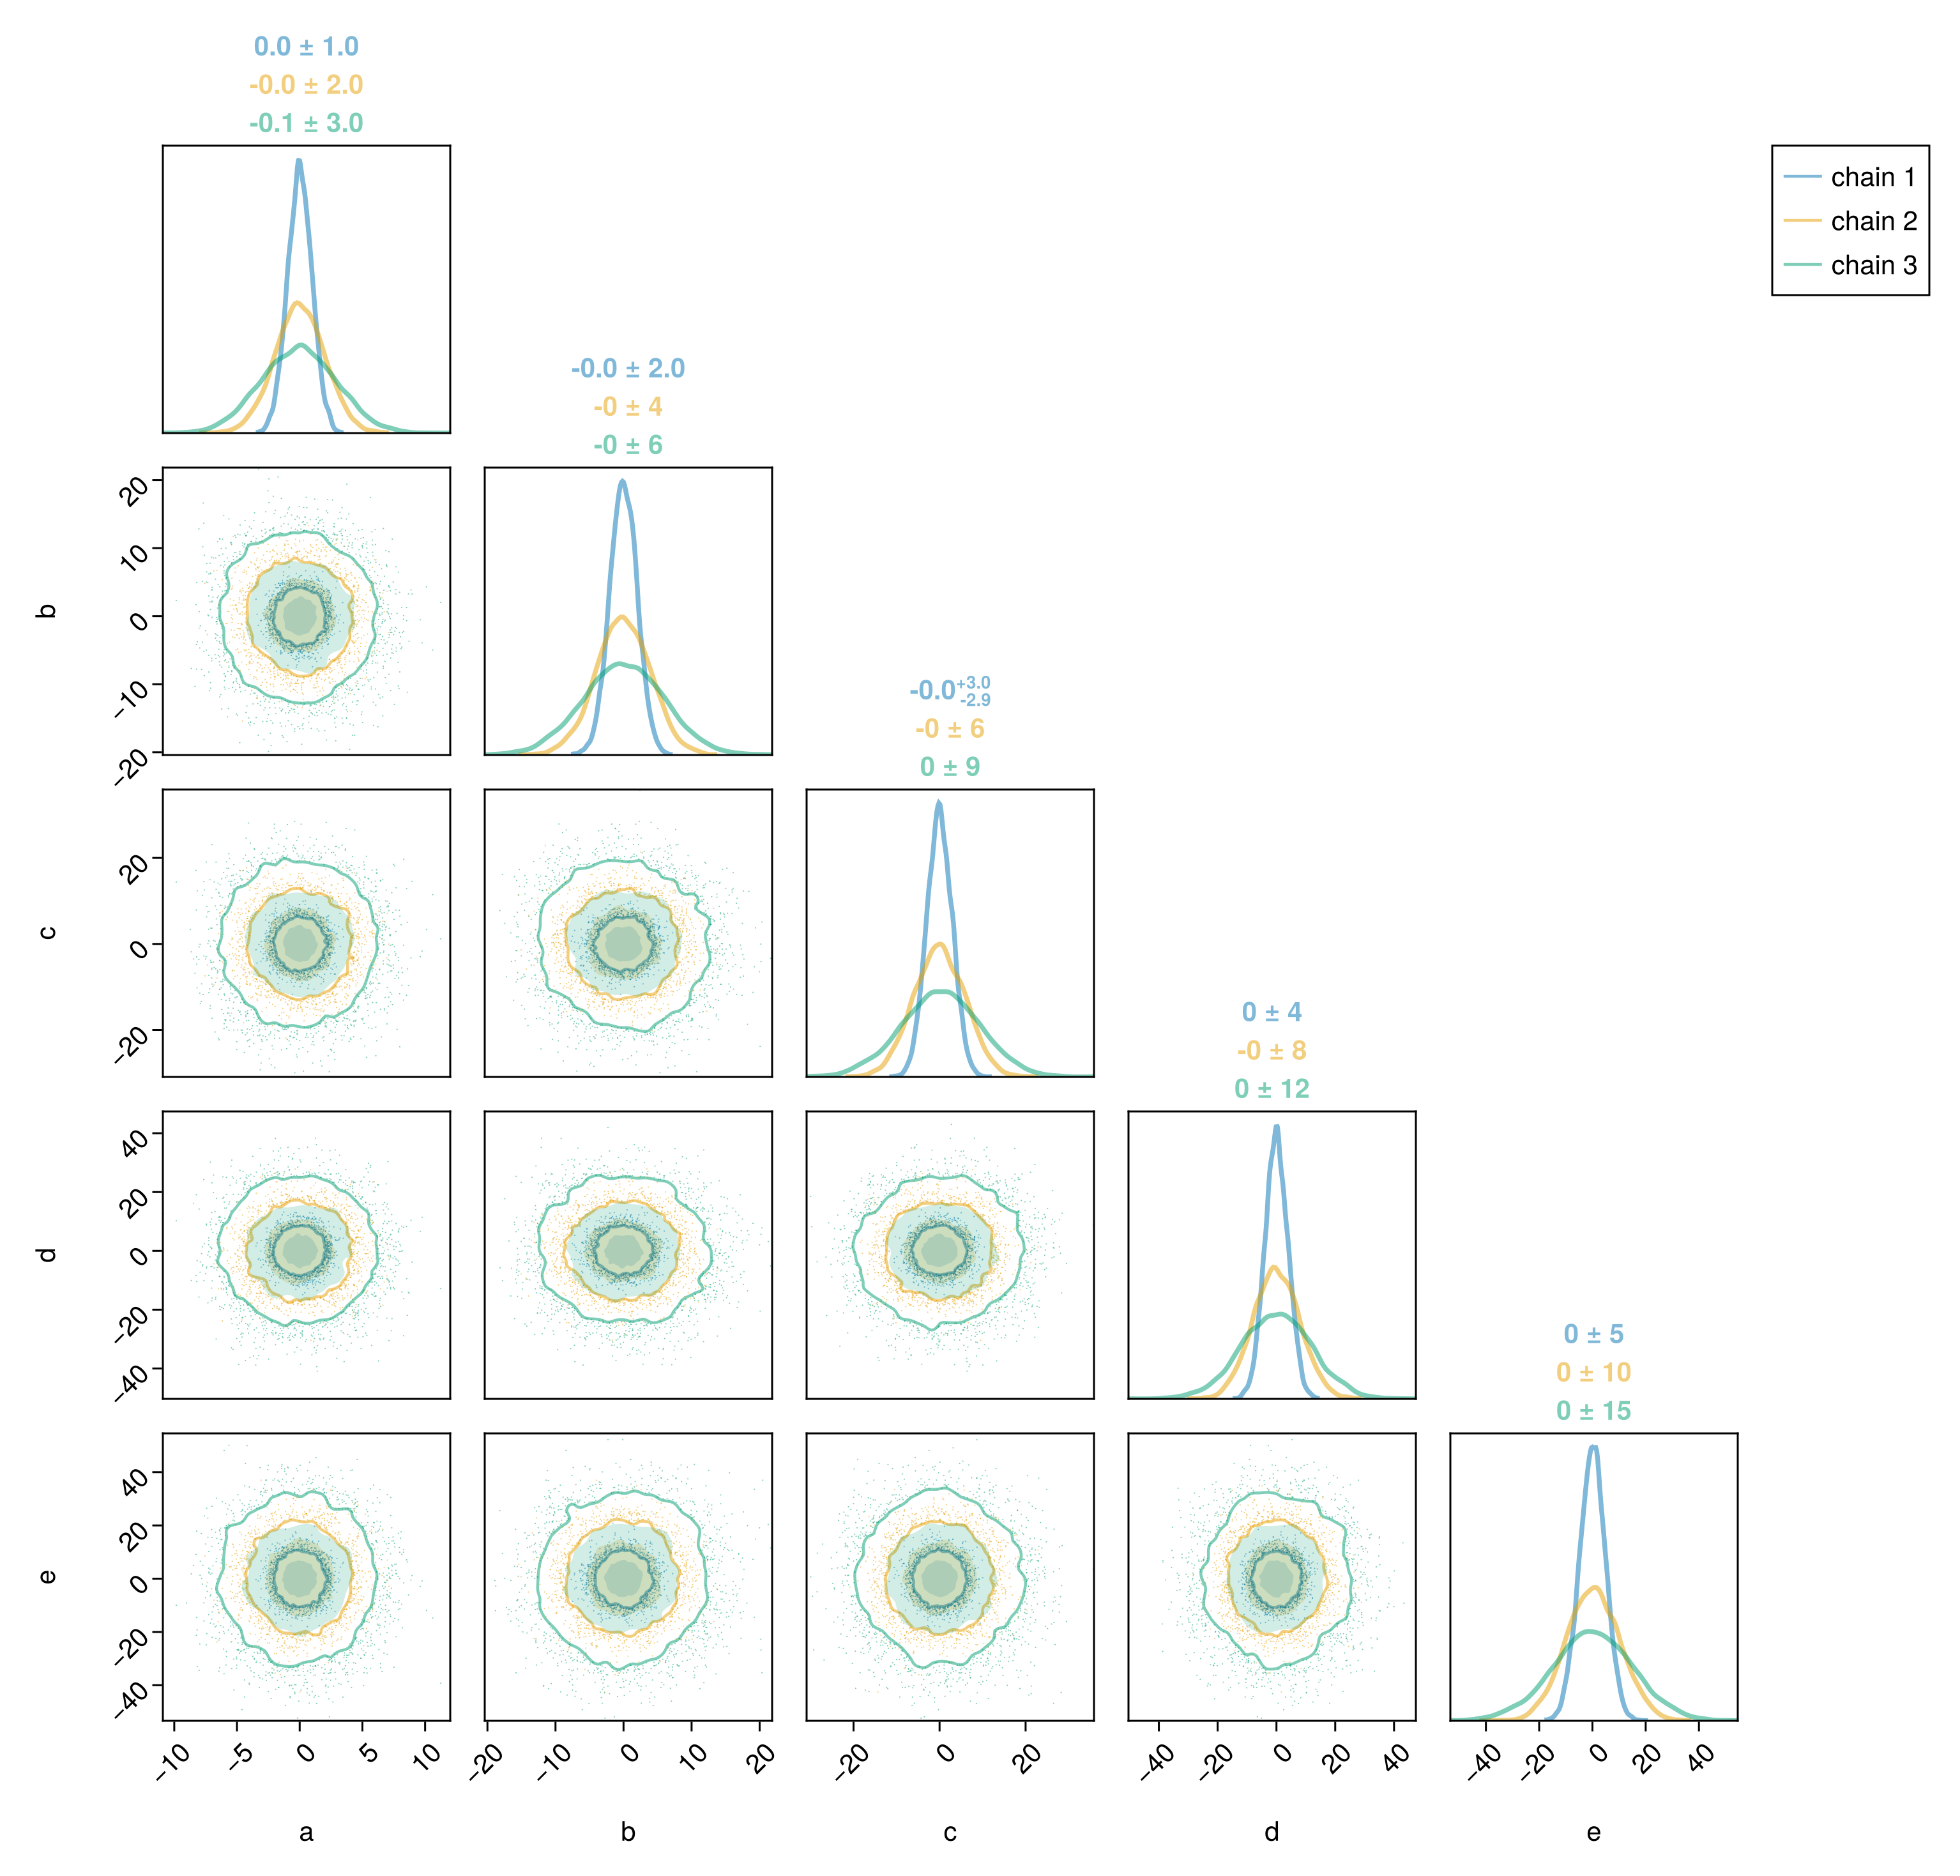 0.0 ± 1.0
-0.0 ± 2.0
-0.1 ± 3.0
chain 1
chain 2
chain 3
-0.0 ± 2.0
-0 ± 4
-0 ± 6
20
10
0
−10
−20
b
-0.0 +3.0 -2.9
-0 ± 6
0 ± 9
20
0
−20
c
0 ± 4
-0 ± 8
0 ± 12
40
20
0
−20
−40
d
0 ± 5
0 ± 10
0 ± 15
40
20
0
−20
−40
e
−10 −5 0 5 10
−20 −10 0 10 20
−20 0 20
−40 −20 0 20 40
−40 −20 0 20 40
a b c d e